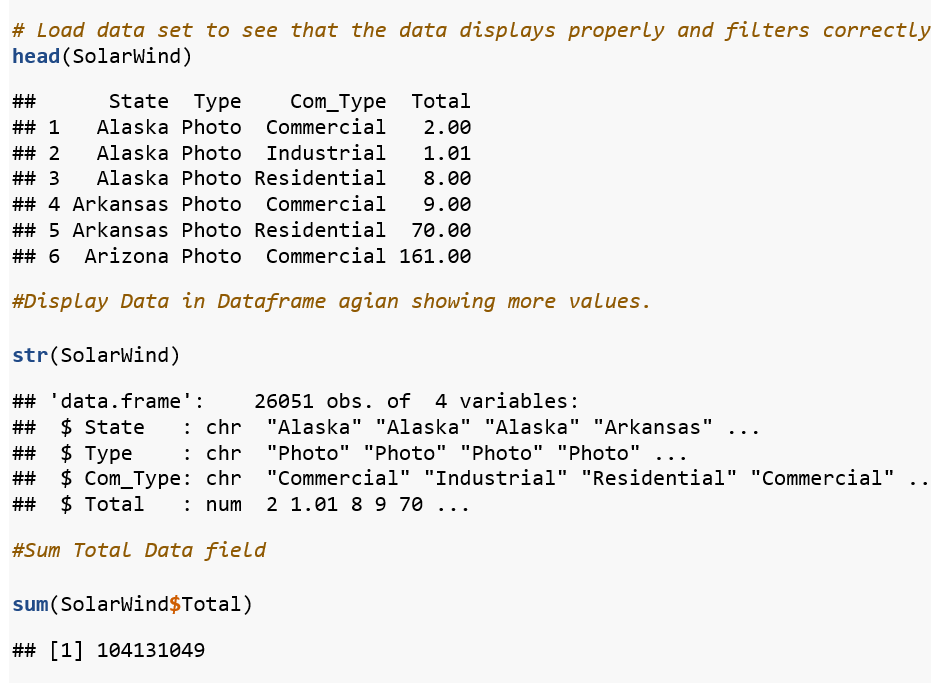 # Load data set to see that the data displays properly and filters correctly
head(SolarWind)
##      State  Type    Com_Type  Total
## 1   Alaska Photo  Commercial   2.00
## 2   Alaska Photo  Industrial   1.01
## 3   Alaska Photo Residential   8.00
## 4 Arkansas Photo  Commercial   9.00
## 5 Arkansas Photo Residential  70.00
## 6  Arizona Photo  Commercial 161.00
#Display Data in Dataframe agian showing more values.
str(SolarWind)
## 'data.frame':    26051 obs. of  4 variables:
##  $ State   : chr  "Alaska" "Alaska" "Alaska" "Arkansas" ...
##  $ Type    : chr  "Photo" "Photo" "Photo" "Photo" ...
##  $ Com_Type: chr  "Commercial" "Industrial" "Residential" "Commercial" ..
##  $ Total   : num  2 1.01 8 9 70 ...
#Sum Total Data field
sum(SolarWind$Total)
## [1] 104131049